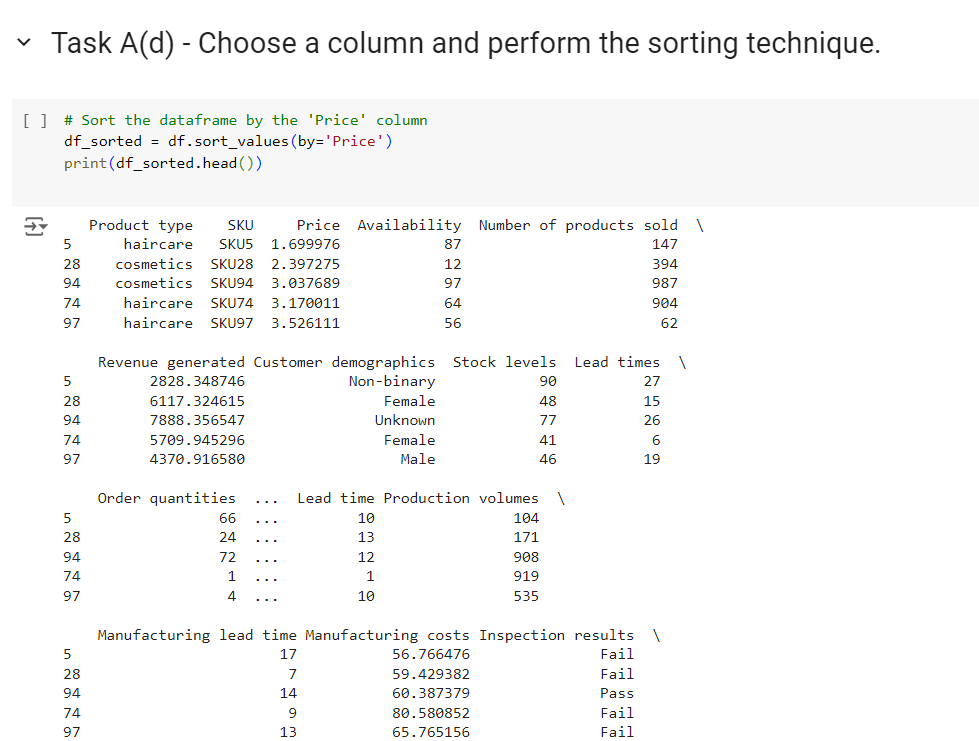 Task A(d) - Choose a column and perform the sorting technique.
[ ] # Sort the dataframe by the 'Price' column
df_sorted = df.sort_values(by='Price')
print(df_sorted.head())
Product type SKU Price Availability Number of products sold \
5 haircare SKU5 1.699976 87 147
28 cosmetics SKU28 2.397275 12 394
94 cosmetics SKU94 3.037689 97 987
74 haircare SKU74 3.170011 64 904
97 haircare SKU97 3.526111 56 62
Revenue generated Customer demographics Stock levels Lead times \
5 2828.348746 Non-binary 90 27
28 6117.324615 Female 48 15
94 7888.356547 Unknown 77 26
74 5709.945296 Female 41 6
97 4370.916580 Male 46 19
Order quantities ... Lead time Production volumes \
5 66 ... 10 104
28 24 ... 13 171
94 72 ... 12 908
74 1 ... 1 919
97 4 ... 10 535
Manufacturing lead time Manufacturing costs Inspection results \
5 17 56.766476 Fail
28 7 59.429382 Fail
94 14 60.387379 Pass
74 9 80.580852 Fail
97 13 65.765156 Fail